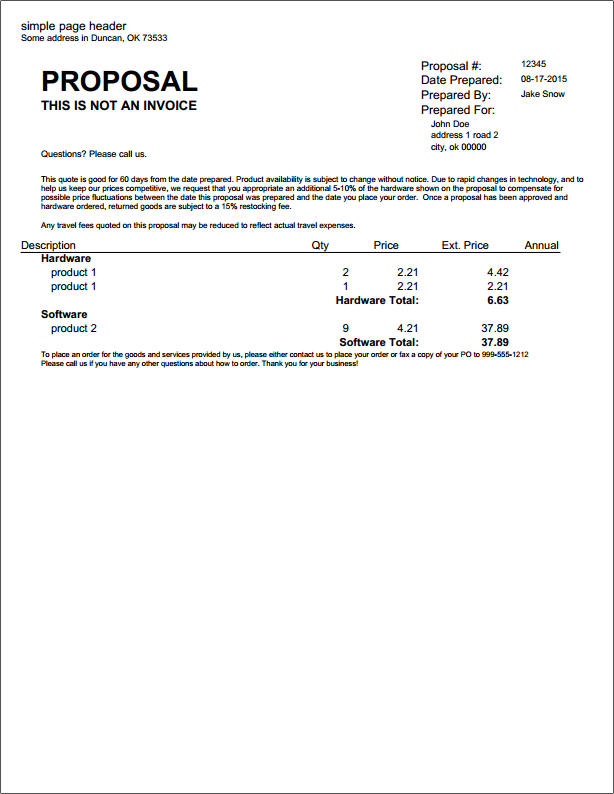 simple page header
Some address in Duncan, OK 73533
PROPOSAL
THIS IS NOT AN INVOICE
Proposal #: 12345
Date Prepared: 08-17-2015
Prepared By: Jake Snow
Prepared For:
John Doe
address 1 road 2
city, ok 00000
Questions? Please call us.
This quote is good for 60 days from the date prepared. Product availability is subject to change without notice. Due to rapid changes in technology, and to
help us keep our prices competitive, we request that you appropriate an additional 5-10% of the hardware shown on the proposal to compensate for
possible price fluctuations between the date this proposal was prepared and the date you place your order. Once a proposal has been approved and
hardware ordered, returned goods are subject to a 15% restocking fee.
Any travel fees quoted on this proposal may be reduced to reflect actual travel expenses.
Description Qty Price Ext. Price Annual
Hardware
product 1 2 2.21 4.42
product 1 1 2.21 2.21
Hardware Total: 6.63
Software
product 2 9 4.21 37.89
Software Total: 37.89
To place an order for the goods and services provided by us, please either contact us to place your order or fax a copy of your PO to 999-555-1212
Please call us if you have any other questions about how to order. Thank you for your business!